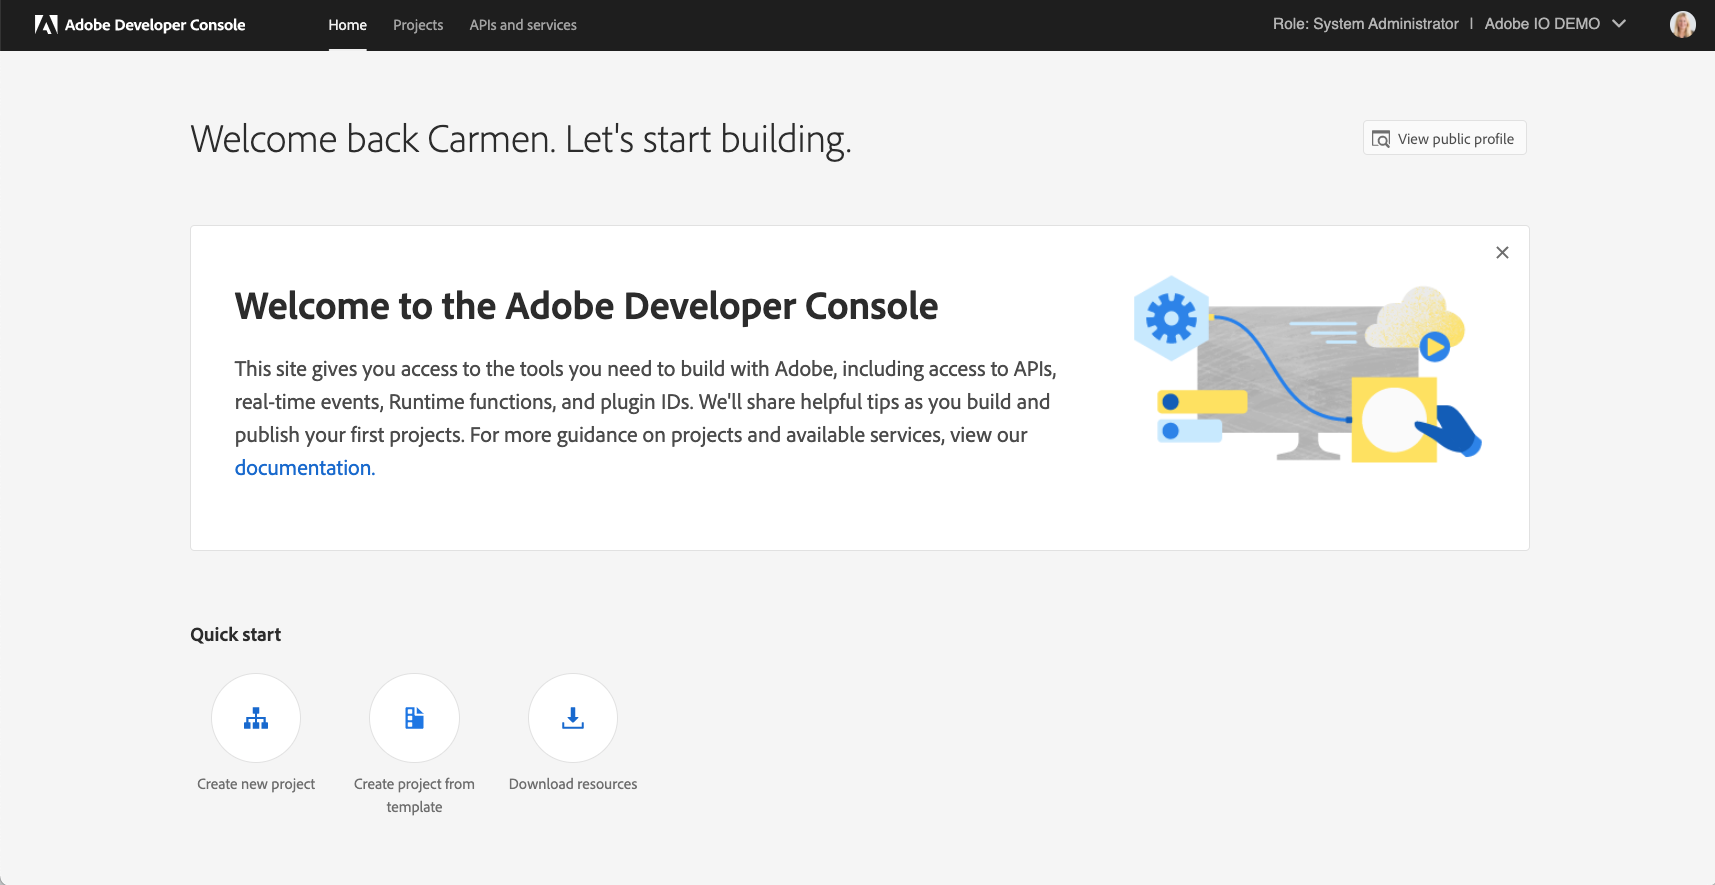 Adobe Developer Console
Home
Projects
APIs and services
Role: System Administrator | Adobe IO DEMO
Welcome back Carmen. Let's start building.
View public profile
Welcome to the Adobe Developer Console
This site gives you access to the tools you need to build with Adobe, including access to APIs,
real-time events, Runtime functions, and plugin IDs. We'll share helpful tips as you build and
publish your first projects. For more guidance on projects and available services, view our
documentation.
Quick start
Create new project
Create project from
template
Download resources